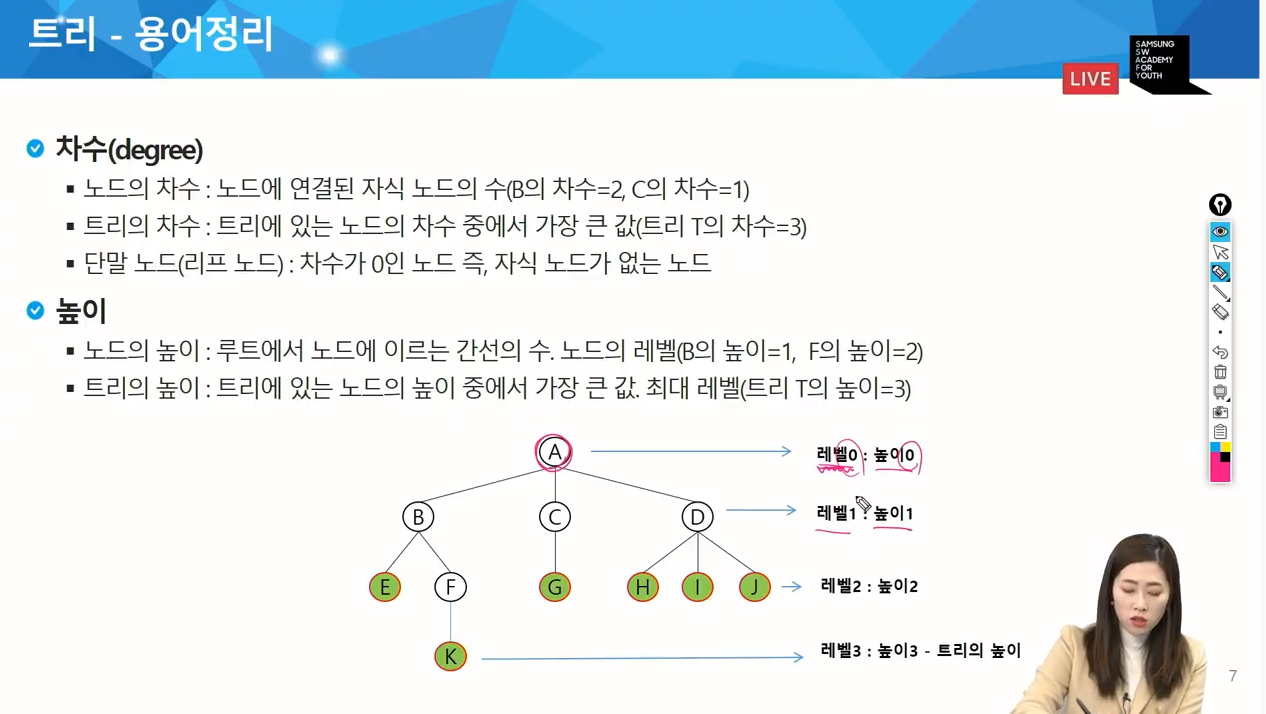 트리 - 용어정리
SAMSUNG
SW
ACADEMY
FOR
YOUTH
LIVE
차수(degree)
노드의 차수 : 노드에 연결된 자식 노드의 수(B의 차수=2, C의 차수=1)
트리의 차수 : 트리에 있는 노드의 차수 중에서 가장 큰 값(트리 T의 차수=3)
단말 노드(리프 노드) : 차수가 0인 노드 즉, 자식 노드가 없는 노드
높이
노드의 높이 : 루트에서 노드에 이르는 간선의 수. 노드의 레벨(B의 높이=1, F의 높이=2)
트리의 높이 : 트리에 있는 노드의 높이 중에서 가장 큰 값. 최대 레벨(트리 T의 높이=3)
A 레벨0 : 높이0
B C D 레벨1 : 높이1
E F G H I J 레벨2 : 높이2
K 레벨3 : 높이3 - 트리의 높이
7